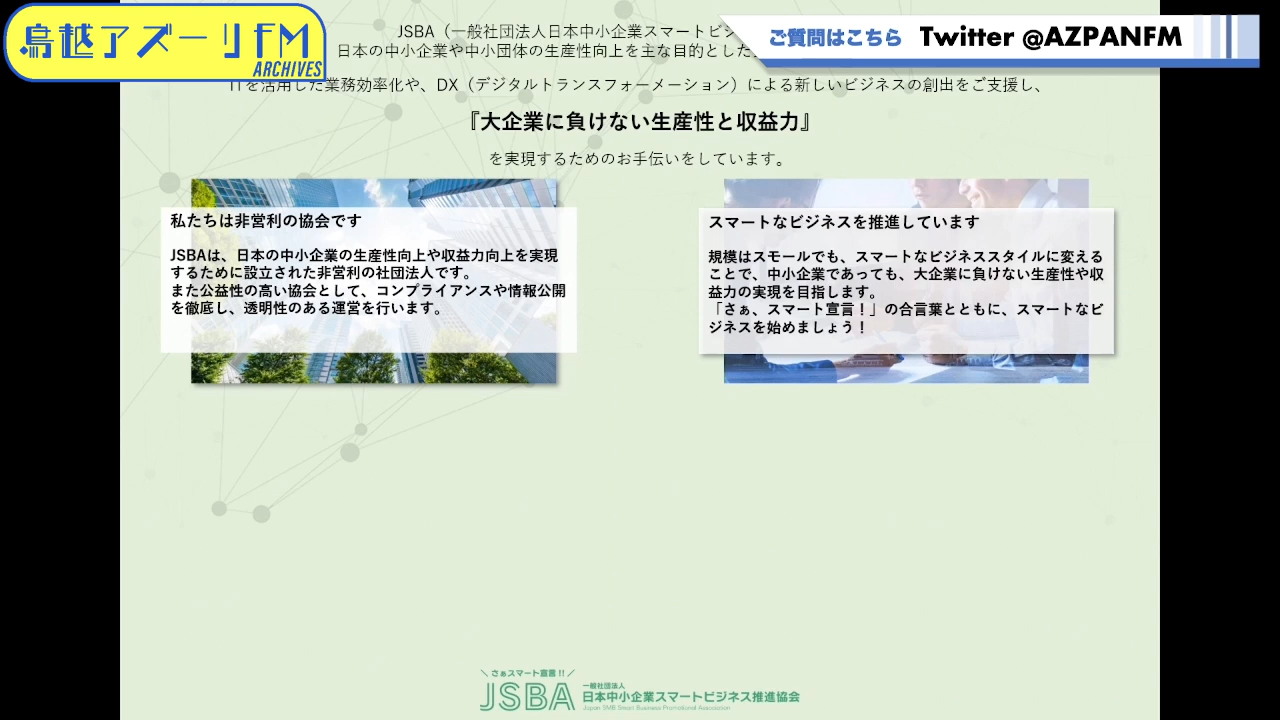 鳥越アズーリFM
ARCHIVES
ご質問はこちら Twitter @AZPANFM
JSBA（一般社団法人日本中小企業スマートビジ
日本の中小企業や中小団体の生産性向上を主な目的とした
ITを活用した業務効率化や、DX（デジタルトランスフォーメーション）による新しいビジネスの創出をご支援し、
『大企業に負けない生産性と収益力』
を実現するためのお手伝いをしています。
私たちは非営利の協会です
JSBAは、日本の中小企業の生産性向上や収益力向上を実現
するために設立された非営利の社団法人です。
また公益性の高い協会として、コンプライアンスや情報公開
を徹底し、透明性のある運営を行います。
スマートなビジネスを推進しています
規模はスモールでも、スマートなビジネススタイルに変える
ことで、中小企業であっても、大企業に負けない生産性や収
益力の実現を目指します。
「さぁ、スマート宣言！」の合言葉とともに、スマートなビ
ジネスを始めましょう！
＼ さぁスマート宣言!! ／
JSBA
一般社団法人
日本中小企業スマートビジネス推進協会
Japan SMB Smart Business Promotional Association